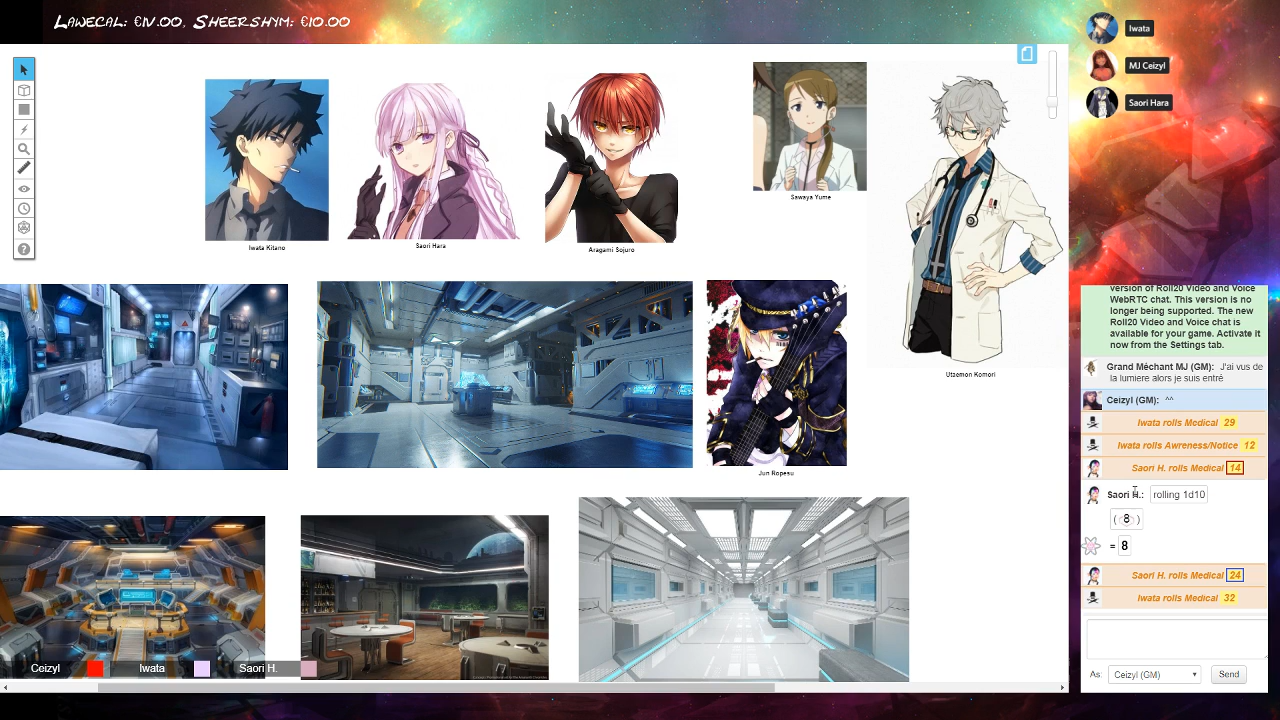 Lawecal: €1V.00, Sheershym: €10.00
Iwata
MJ Ceizyl
Saori Hara
Iwata Kitano
Saori Hara
Aragami Sojuro
Sawaya Yume
Utaemon Komori
Jun Ropesu
version of Roll20 Video and Voice
WebRTC chat. This version is no
longer being supported. The new
Roll20 Video and Voice chat is
available for your game. Activate it
now from the Settings tab.
Grand Méchant MJ (GM): J'ai vus de
la lumiere alors je suis entré
Ceizyl (GM): ^^
Iwata rolls Medical 29
Iwata rolls Awreness/Notice 12
Saori H. rolls Medical 14
Saori H.: rolling 1d10
( 8 )
= 8
Saori H. rolls Medical 24
Iwata rolls Medical 32
As: Ceizyl (GM) Send
Ceizyl Iwata Saori H.